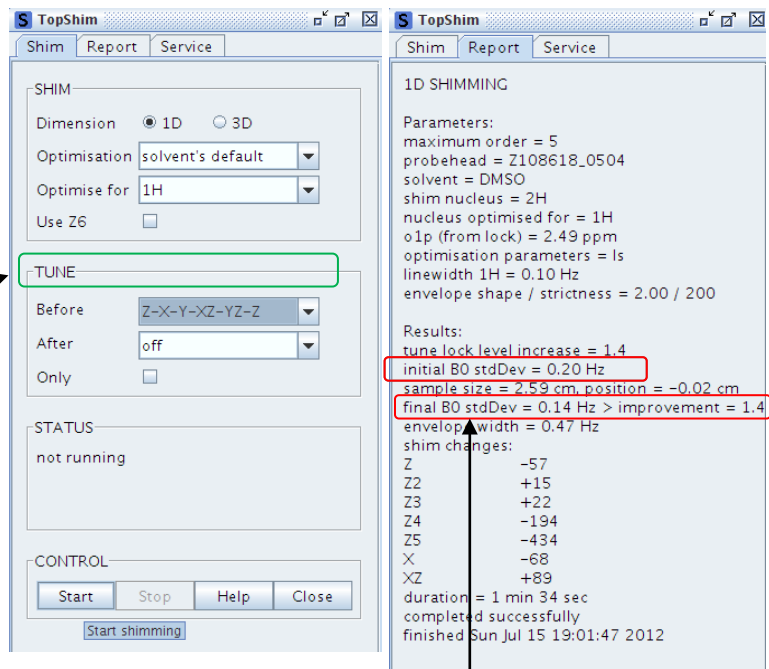 TopShim
Shim Report Service
SHIM
Dimension 1D 3D
Optimisation solvent's default
Optimise for 1H
Use Z6
TUNE
Before Z-X-Y-XZ-YZ-Z
After off
Only
STATUS
not running
CONTROL
Start Stop Help Close
Start shimming
TopShim
Shim Report Service
1D SHIMMING
Parameters:
maximum order = 5
probehead = Z108618_0504
solvent = DMSO
shim nucleus = 2H
nucleus optimised for = 1H
o1p (from lock) = 2.49 ppm
optimisation parameters = ls
linewidth 1H = 0.10 Hz
envelope shape / strictness = 2.00 / 200
Results:
tune lock level increase = 1.4
initial B0 stdDev = 0.20 Hz
sample size = 2.59 cm, position = -0.02 cm
final B0 stdDev = 0.14 Hz > improvement = 1.4
envelope width = 0.47 Hz
shim changes:
Z -57
Z2 +15
Z3 +22
Z4 -194
Z5 -434
X -68
XZ +89
duration = 1 min 34 sec
completed successfully
finished Sun Jul 15 19:01:47 2012